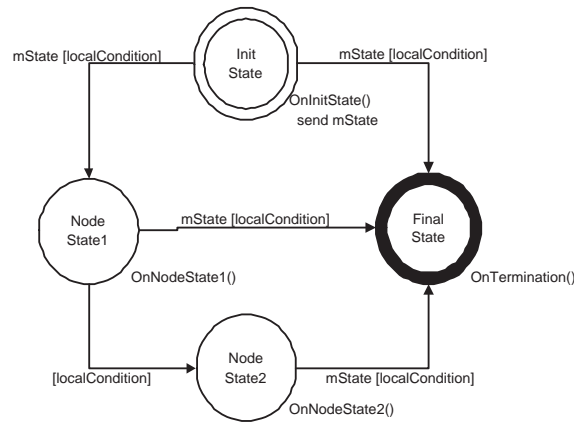 Init
State
mState [localCondition]
mState [localCondition]
OnInitState()
send mState
Node
State1
mState [localCondition]
Final
State
OnNodeState1()
OnTermination()
Node
State2
[localCondition]
mState [localCondition]
OnNodeState2()